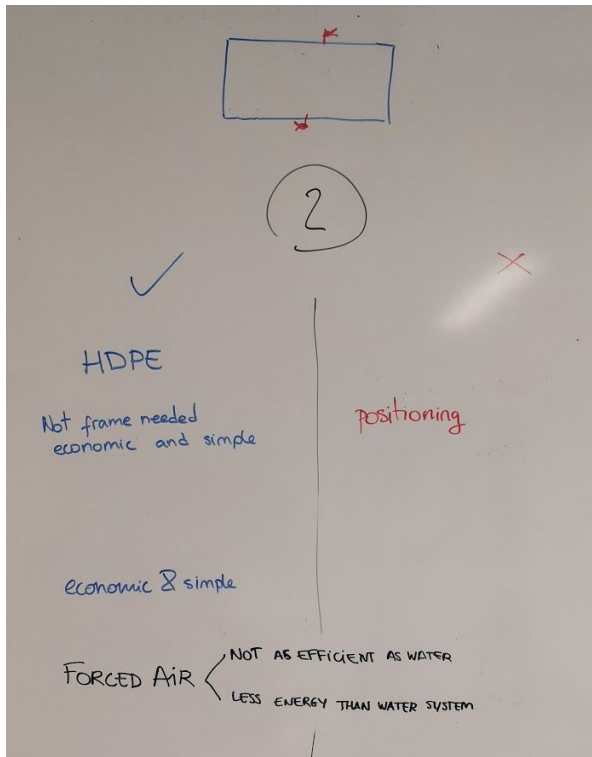 2
HDPE
Not frame needed
economic and simple
positioning
economic & simple
FORCED AIR
NOT AS EFFICIENT AS WATER
LESS ENERGY THAN WATER SYSTEM